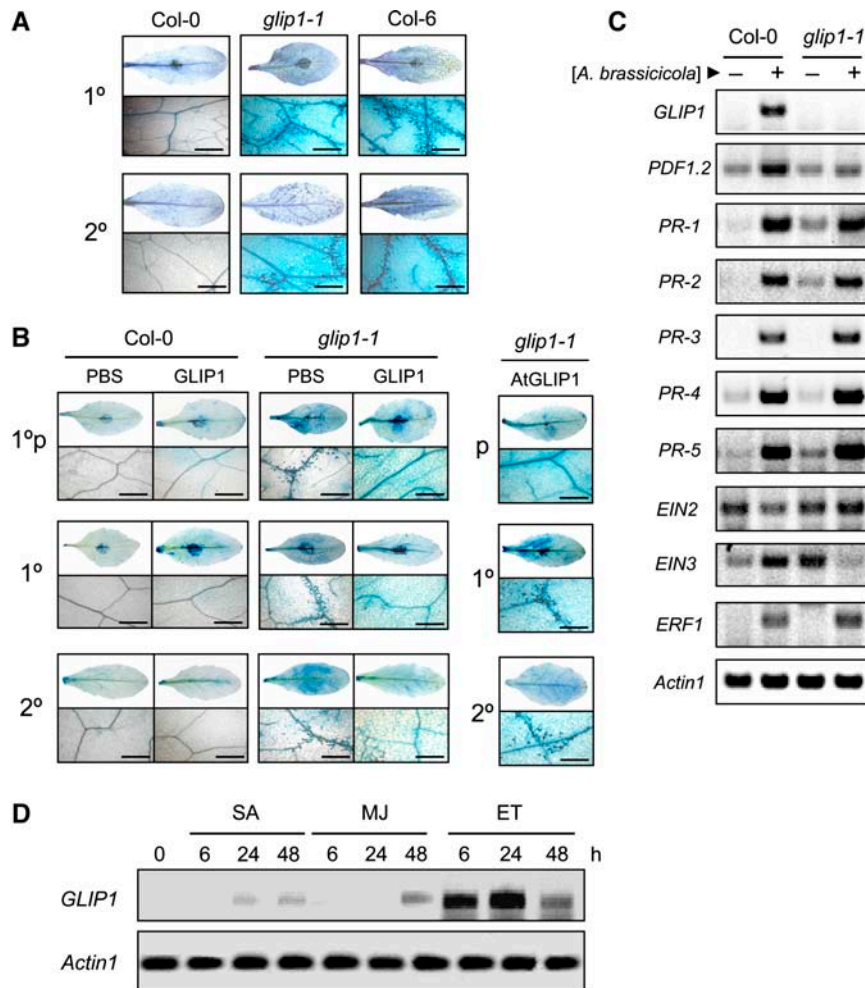 A
Col-0 glip1-1 Col-6
1º
2º
B
Col-0 glip1-1 glip1-1
PBS GLIP1 PBS GLIP1 AtGLIP1
1ºp p
1º 1º
2º 2º
C
Col-0 glip1-1
[A. brassicicola] ► – + – +
GLIP1
PDF1.2
PR-1
PR-2
PR-3
PR-4
PR-5
EIN2
EIN3
ERF1
Actin1
D
SA MJ ET
0 6 24 48 6 24 48 6 24 48 h
GLIP1
Actin1